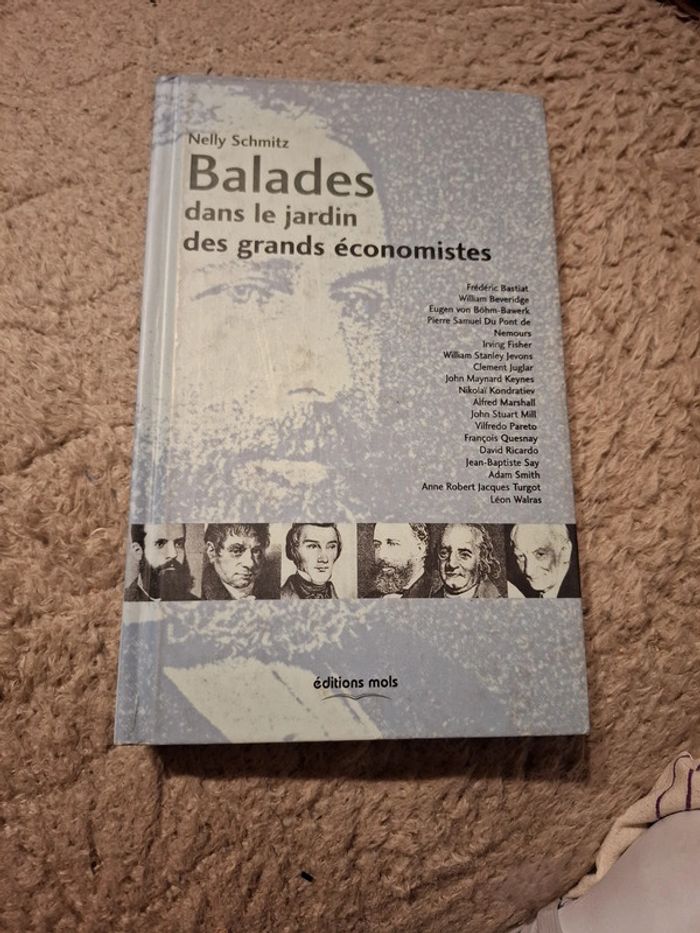 Nelly Schmitz
Balades
dans le jardin
des grands économistes
Frédéric Bastiat
William Beveridge
Eugen von Böhm-Bawerk
Pierre Samuel Du Pont de
Nemours
Irving Fisher
William Stanley Jevons
Clement Juglar
John Maynard Keynes
Nikolaï Kondratiev
Alfred Marshall
John Stuart Mill
Vilfredo Pareto
François Quesnay
David Ricardo
Jean-Baptiste Say
Adam Smith
Anne Robert Jacques Turgot
Léon Walras
éditions mols